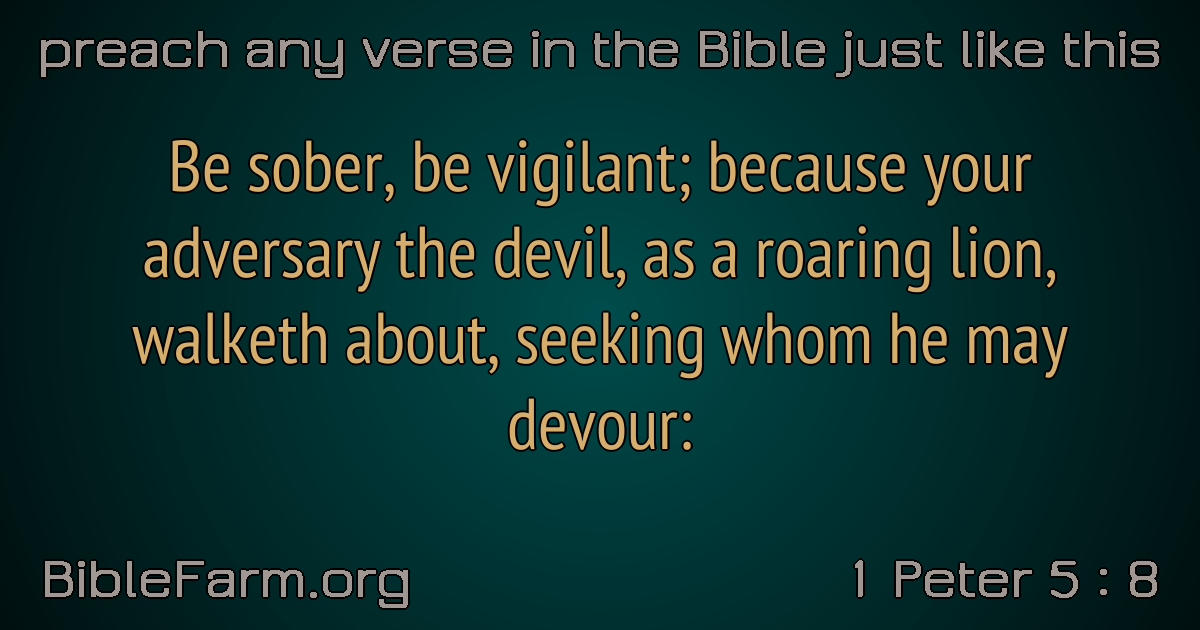 preach any verse in the Bible just like this
Be sober, be vigilant; because your
adversary the devil, as a roaring lion,
walketh about, seeking whom he may
devour:
BibleFarm.org
1 Peter 5 : 8